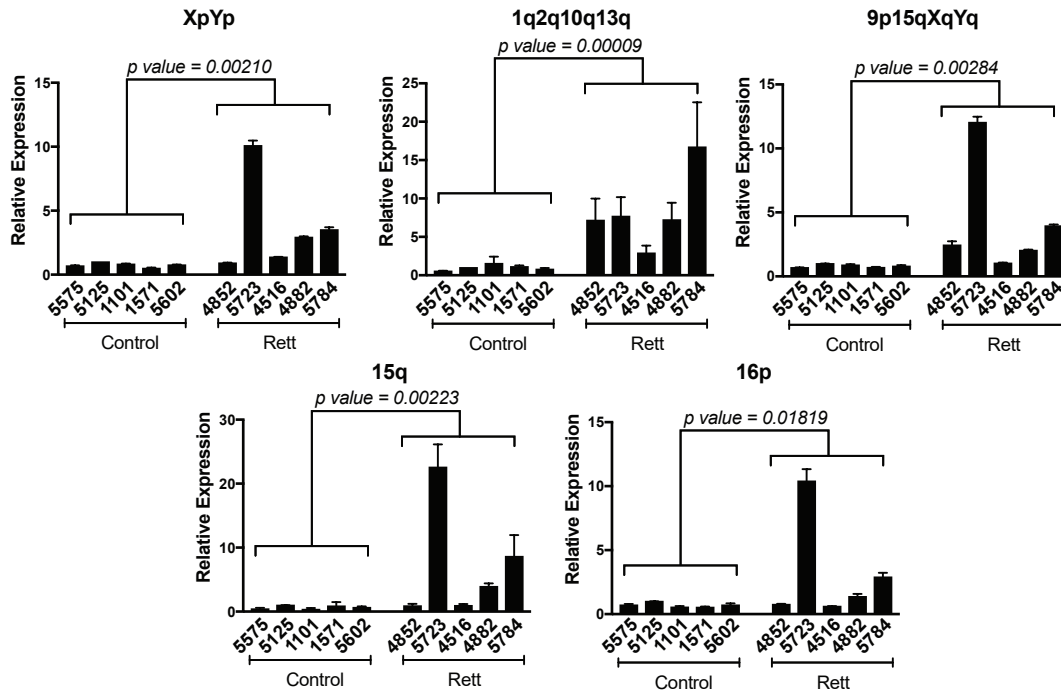 XpYp
p value = 0.00210
Relative Expression
15
10
5
0
5575 5125 1101 1571 5602 4852 5723 4516 4882 5784
Control Rett
1q2q10q13q
p value = 0.00009
Relative Expression
25
20
15
10
5
0
5575 5125 1101 1571 5602 4852 5723 4516 4882 5784
Control Rett
9p15qXqYq
p value = 0.00284
Relative Expression
15
10
5
0
5575 5125 1101 1571 5602 4852 5723 4516 4882 5784
Control Rett
15q
p value = 0.00223
Relative Expression
30
20
10
0
5575 5125 1101 1571 5602 4852 5723 4516 4882 5784
Control Rett
16p
p value = 0.01819
Relative Expression
15
10
5
0
5575 5125 1101 1571 5602 4852 5723 4516 4882 5784
Control Rett